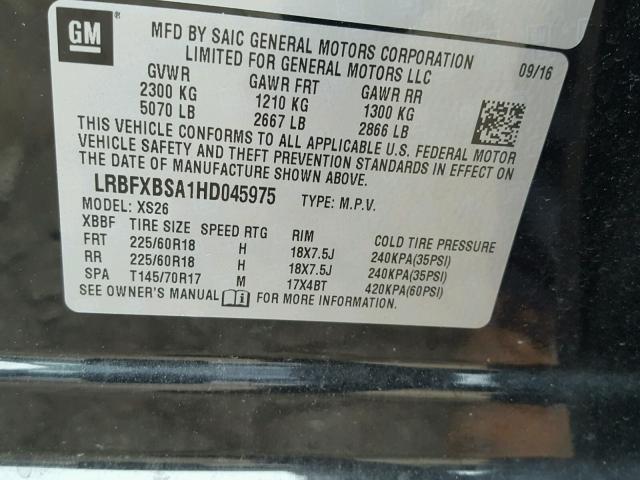 GM
MFD BY SAIC GENERAL MOTORS CORPORATION
LIMITED FOR GENERAL MOTORS LLC
09/16
GVWR GAWR FRT GAWR RR
2300 KG 1210 KG 1300 KG
5070 LB 2667 LB 2866 LB
THIS VEHICLE CONFORMS TO ALL APPLICABLE U.S. FEDERAL MOTOR
VEHICLE SAFETY AND THEFT PREVENTION STANDARDS IN EFFECT ON
THE DATE OF MANUFACTURE SHOWN ABOVE.
LRBFXBSA1HD045975 TYPE: M.P.V.
MODEL: XS26
XBBF TIRE SIZE SPEED RTG RIM COLD TIRE PRESSURE
FRT 225/60R18 H 18X7.5J 240KPA(35PSI)
RR 225/60R18 H 18X7.5J 240KPA(35PSI)
SPA T145/70R17 M 17X4BT 420KPA(60PSI)
SEE OWNER'S MANUAL FOR MORE INFORMATION.